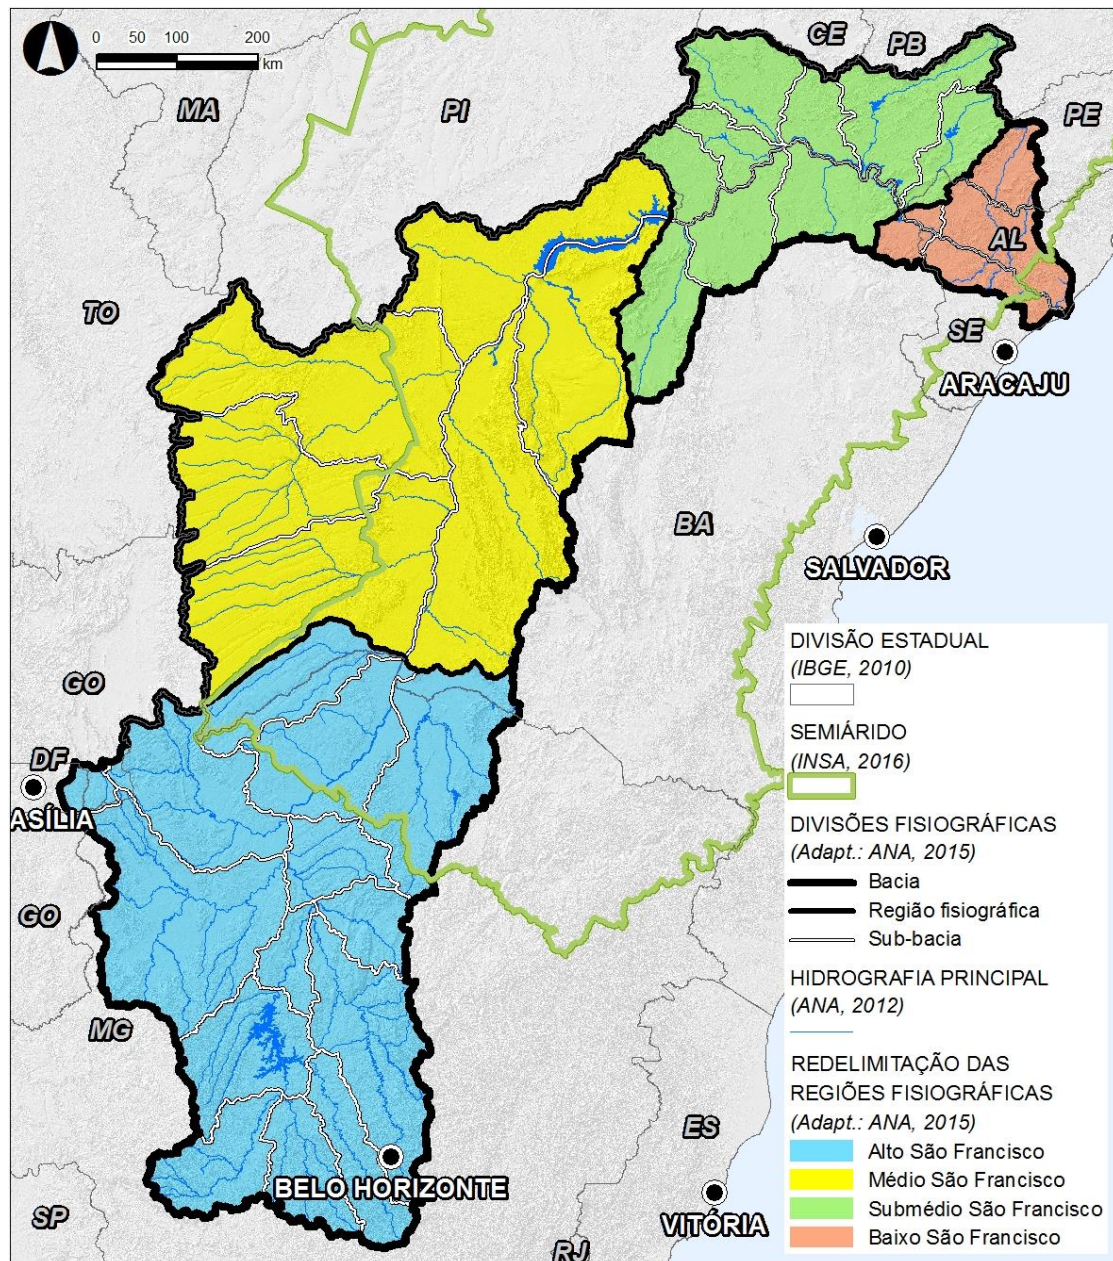 0 50 100 200
km
CE
PB
MA
PI
PE
AL
TO
SE
ARACAJU
BA
SALVADOR
GO
DF
ASÍLIA
GO
MG
BELO HORIZONTE
ES
VITÓRIA
SP
RJ
DIVISÃO ESTADUAL
(IBGE, 2010)
SEMIÁRIDO
(INSA, 2016)
DIVISÕES FISIOGRÁFICAS
(Adapt.: ANA, 2015)
Bacia
Região fisiográfica
Sub-bacia
HIDROGRAFIA PRINCIPAL
(ANA, 2012)
REDELIMITAÇÃO DAS
REGIÕES FISIOGRÁFICAS
(Adapt.: ANA, 2015)
Alto São Francisco
Médio São Francisco
Submédio São Francisco
Baixo São Francisco